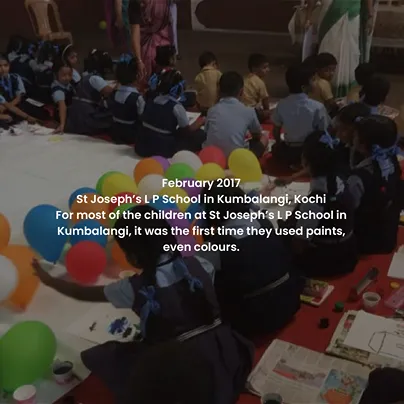 February 2017
St Joseph's L P School in Kumbalangi, Kochi
For most of the children at St Joseph's L P School in
Kumbalangi, it was the first time they used paints,
even colours.